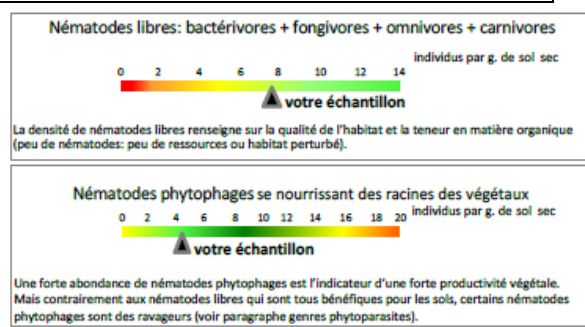 Nématodes libres: bactérivores + fongivores + omnivores + carnivores
individus par g. de sol sec
0 2 4 6 8 10 12 14
votre échantillon
La densité de nématodes libres renseigne sur la qualité de l'habitat et la teneur en matière organique
(peu de nématodes: peu de ressources ou habitat perturbé).
Nématodes phytophages se nourrissant des racines des végétaux
0 2 4 6 8 10 12 14 16 18 20 individus par g. de sol sec
votre échantillon
Une forte abondance de nématodes phytophages est l'indicateur d'une forte productivité végétale.
Mais contrairement aux nématodes libres qui sont tous bénéfiques pour les sols, certains nématodes
phytophages sont des ravageurs (voir paragraphe genres phytoparasites).